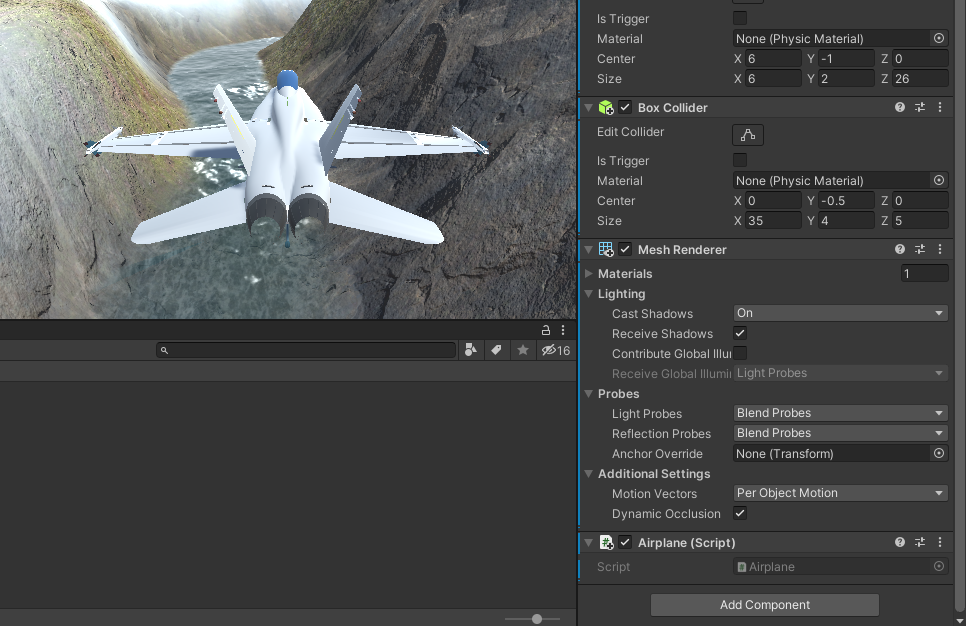 Is Trigger
Material None (Physic Material)
Center X 6 Y -1 Z 0
Size X 6 Y 2 Z 26
Box Collider
Edit Collider
Is Trigger
Material None (Physic Material)
Center X 0 Y -0.5 Z 0
Size X 35 Y 4 Z 5
Mesh Renderer
Materials 1
Lighting
Cast Shadows On
Receive Shadows
Contribute Global Illu
16
Receive Global Illumi Light Probes
Probes
Light Probes Blend Probes
Reflection Probes Blend Probes
Anchor Override None (Transform)
Additional Settings
Motion Vectors Per Object Motion
Dynamic Occlusion
# Airplane (Script)
Script # Airplane
Add Component